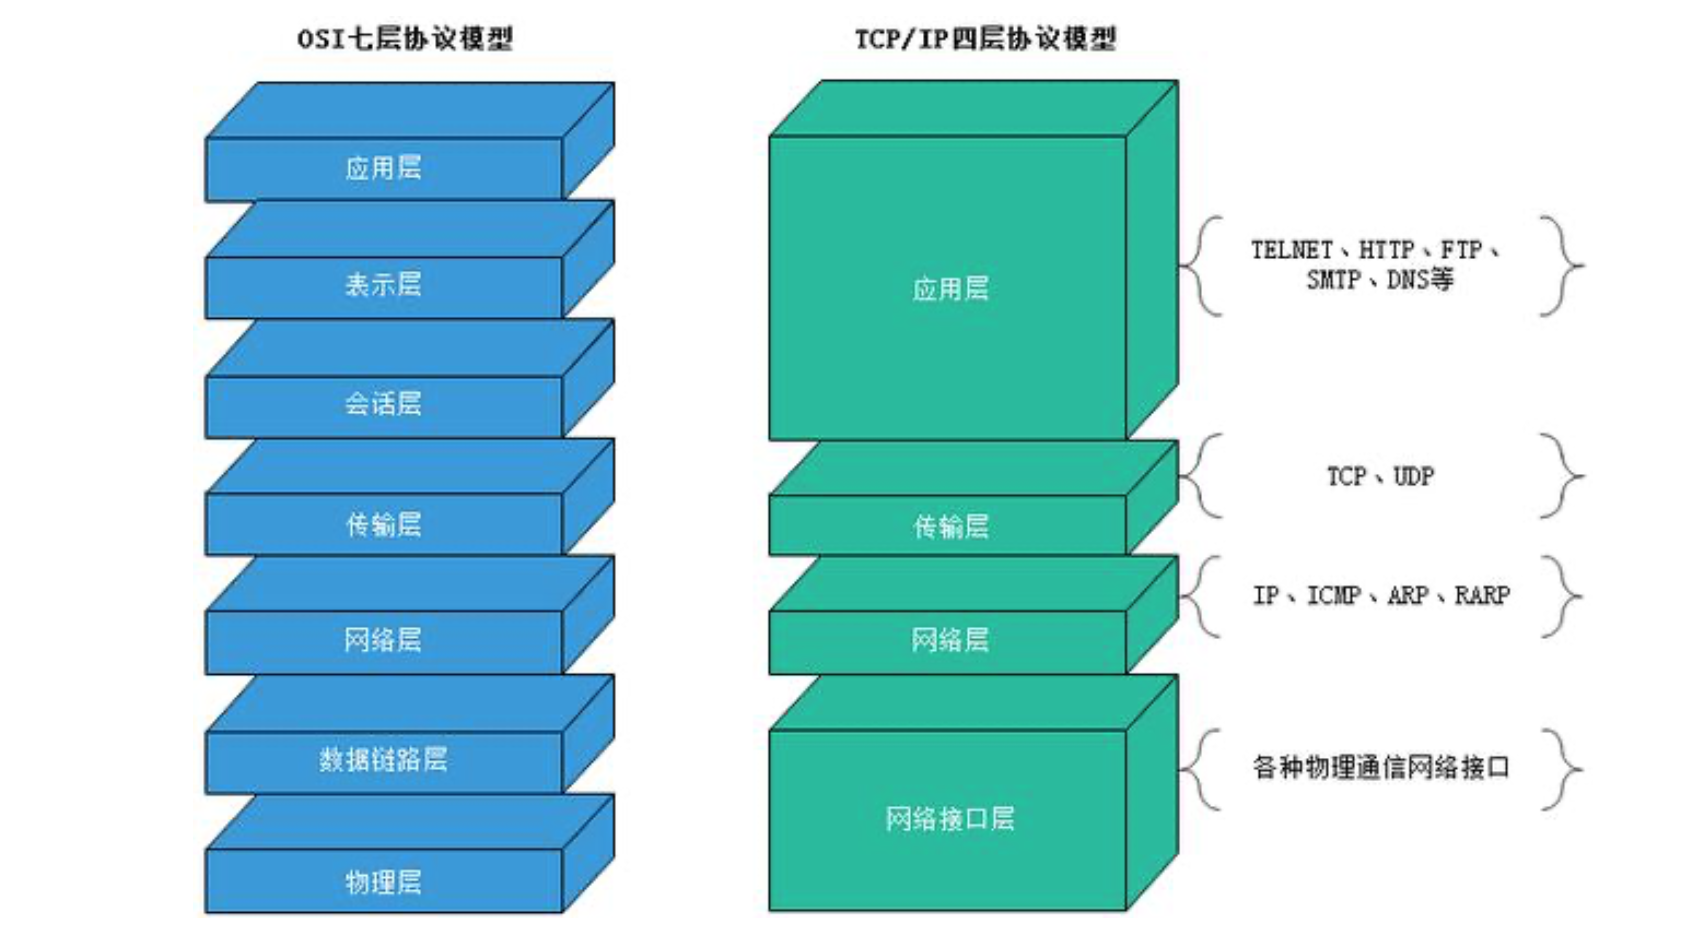 OSI七层协议模型
应用层
表示层
会话层
传输层
网络层
数据链路层
物理层
TCP/IP四层协议模型
应用层
传输层
网络层
网络接口层
TELNET、HTTP、FTP、
SMTP、DNS等
TCP、UDP
IP、ICMP、ARP、RARP
各种物理通信网络接口